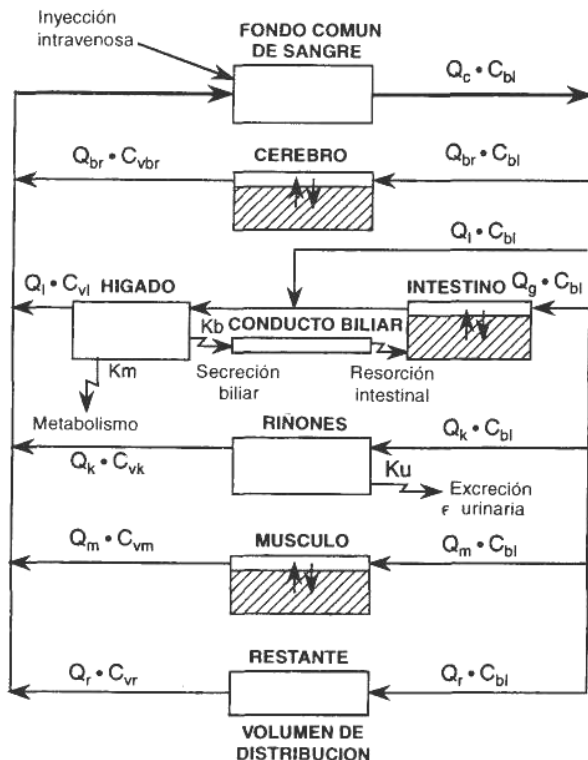 Inyección
intravenosa
FONDO COMUN
DE SANGRE
Qc • Cbl
Qbr • Cvbr
CEREBRO
Qbr • Cbl
Ql • Cbl
Ql • Cvl
HIGADO
INTESTINO
Qg • Cbl
Kb
CONDUCTO BILIAR
Km
Secreción
biliar
Resorción
intestinal
Metabolismo
RIÑONES
Qk • Cbl
Qk • Cvk
Ku
Excreción
urinaria
Qm • Cvm
MUSCULO
Qm • Cbl
RESTANTE
Qr • Cvr
Qr • Cbl
VOLUMEN DE
DISTRIBUCION